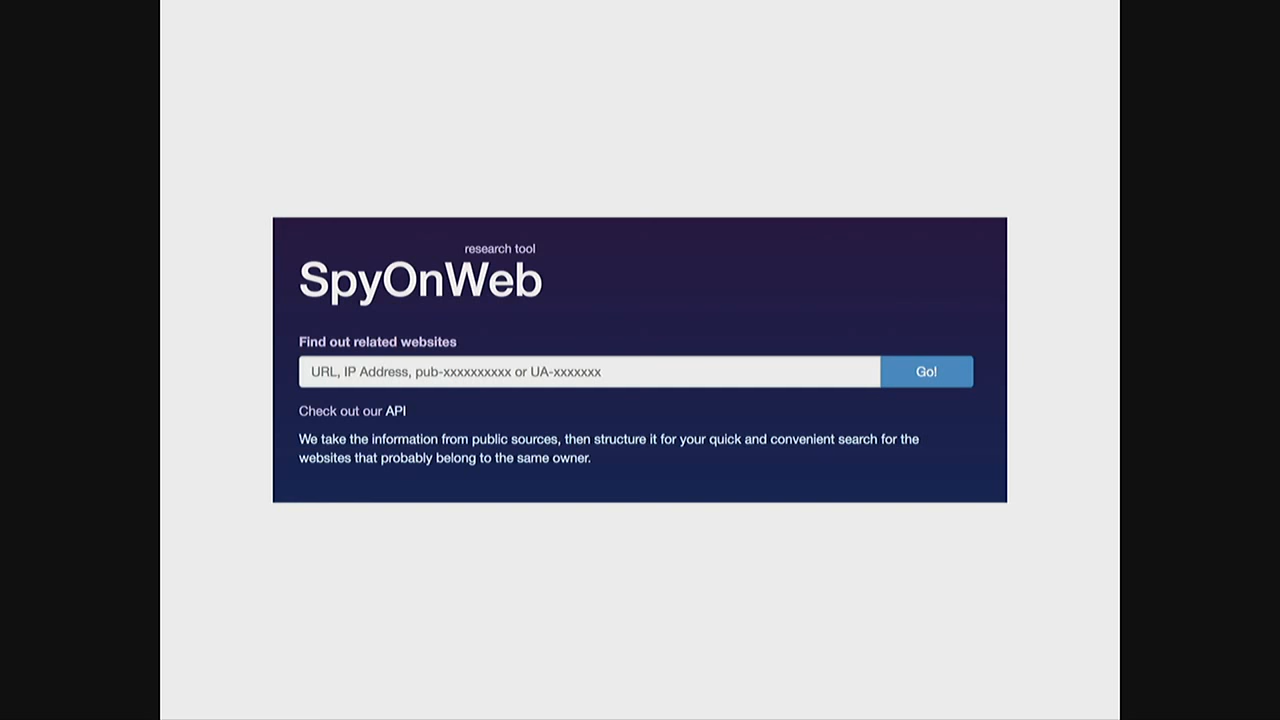 research tool
SpyOnWeb
Find out related websites
URL, IP Address, pub-xxxxxxxxxx or UA-xxxxxxx
Go!
Check out our API
We take the information from public sources, then structure it for your quick and convenient search for the
websites that probably belong to the same owner.